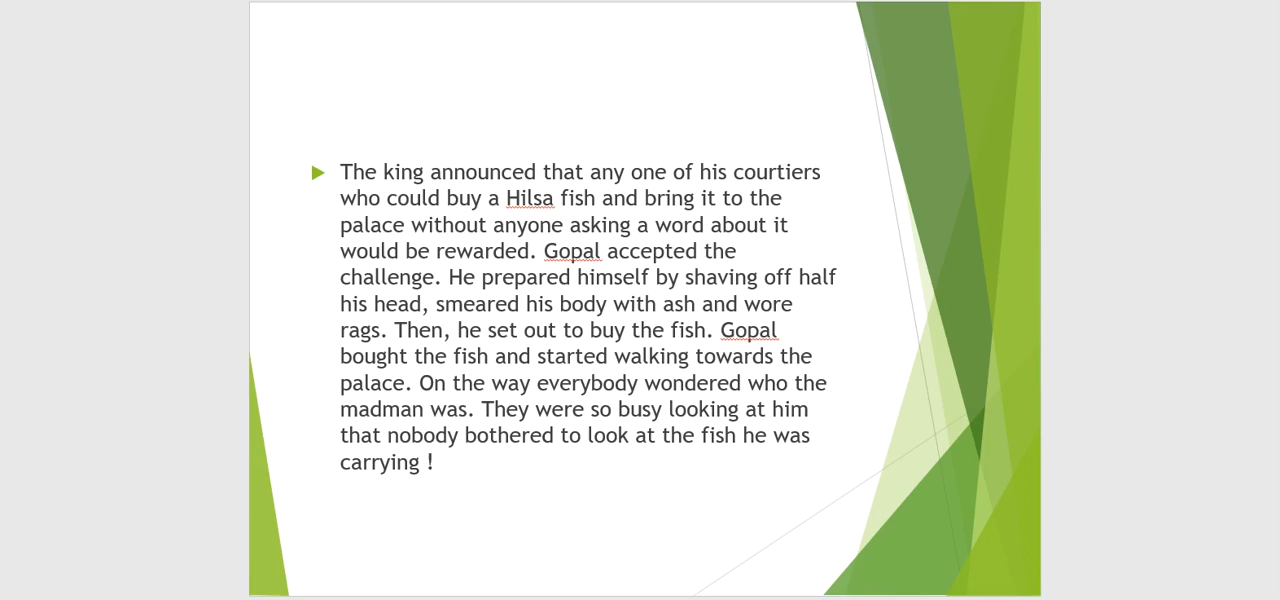 The king announced that any one of his courtiers
who could buy a Hilsa fish and bring it to the
palace without anyone asking a word about it
would be rewarded. Gopal accepted the
challenge. He prepared himself by shaving off half
his head, smeared his body with ash and wore
rags. Then, he set out to buy the fish. Gopal
bought the fish and started walking towards the
palace. On the way everybody wondered who the
madman was. They were so busy looking at him
that nobody bothered to look at the fish he was
carrying !